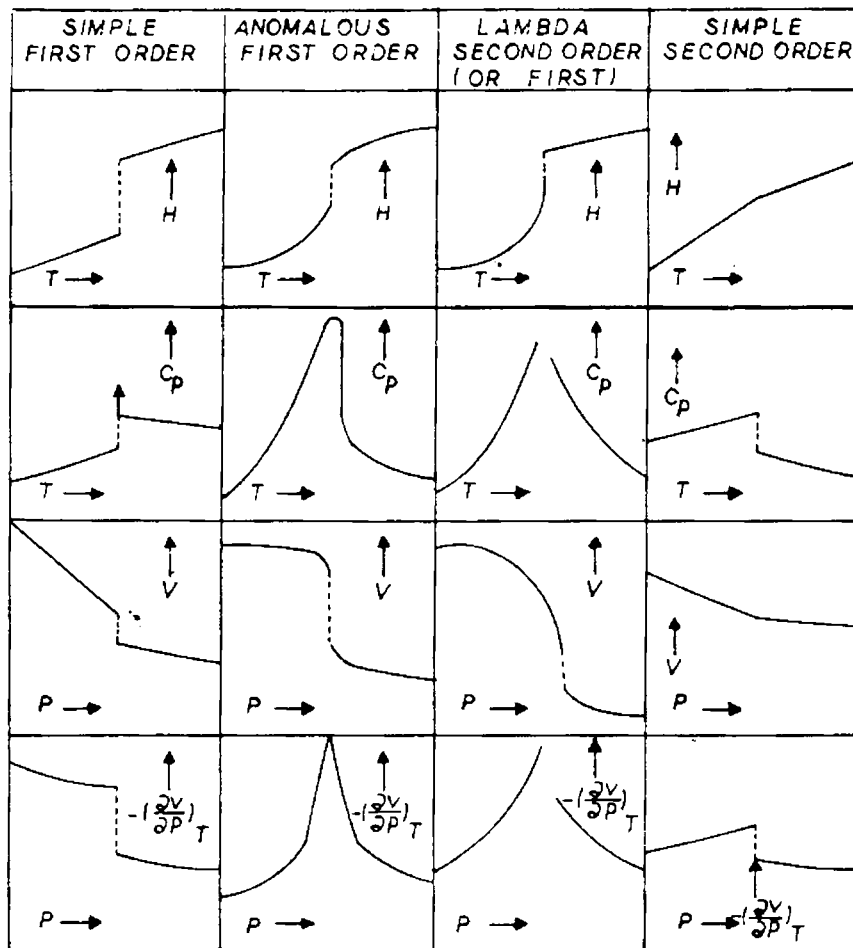 SIMPLE
FIRST ORDER
ANOMALOUS
FIRST ORDER
LAMBDA
SECOND ORDER
(OR FIRST)
SIMPLE
SECOND ORDER
H
T →
H
T →
H
T →
H
T →
Cp
T →
Cp
T →
Cp
T →
Cp
T →
V
P →
V
P →
V
P →
V
P →
-(∂V/∂P)T
P →
-(∂V/∂P)T
P →
-(∂V/∂P)T
P →
-(∂V/∂P)T
P →